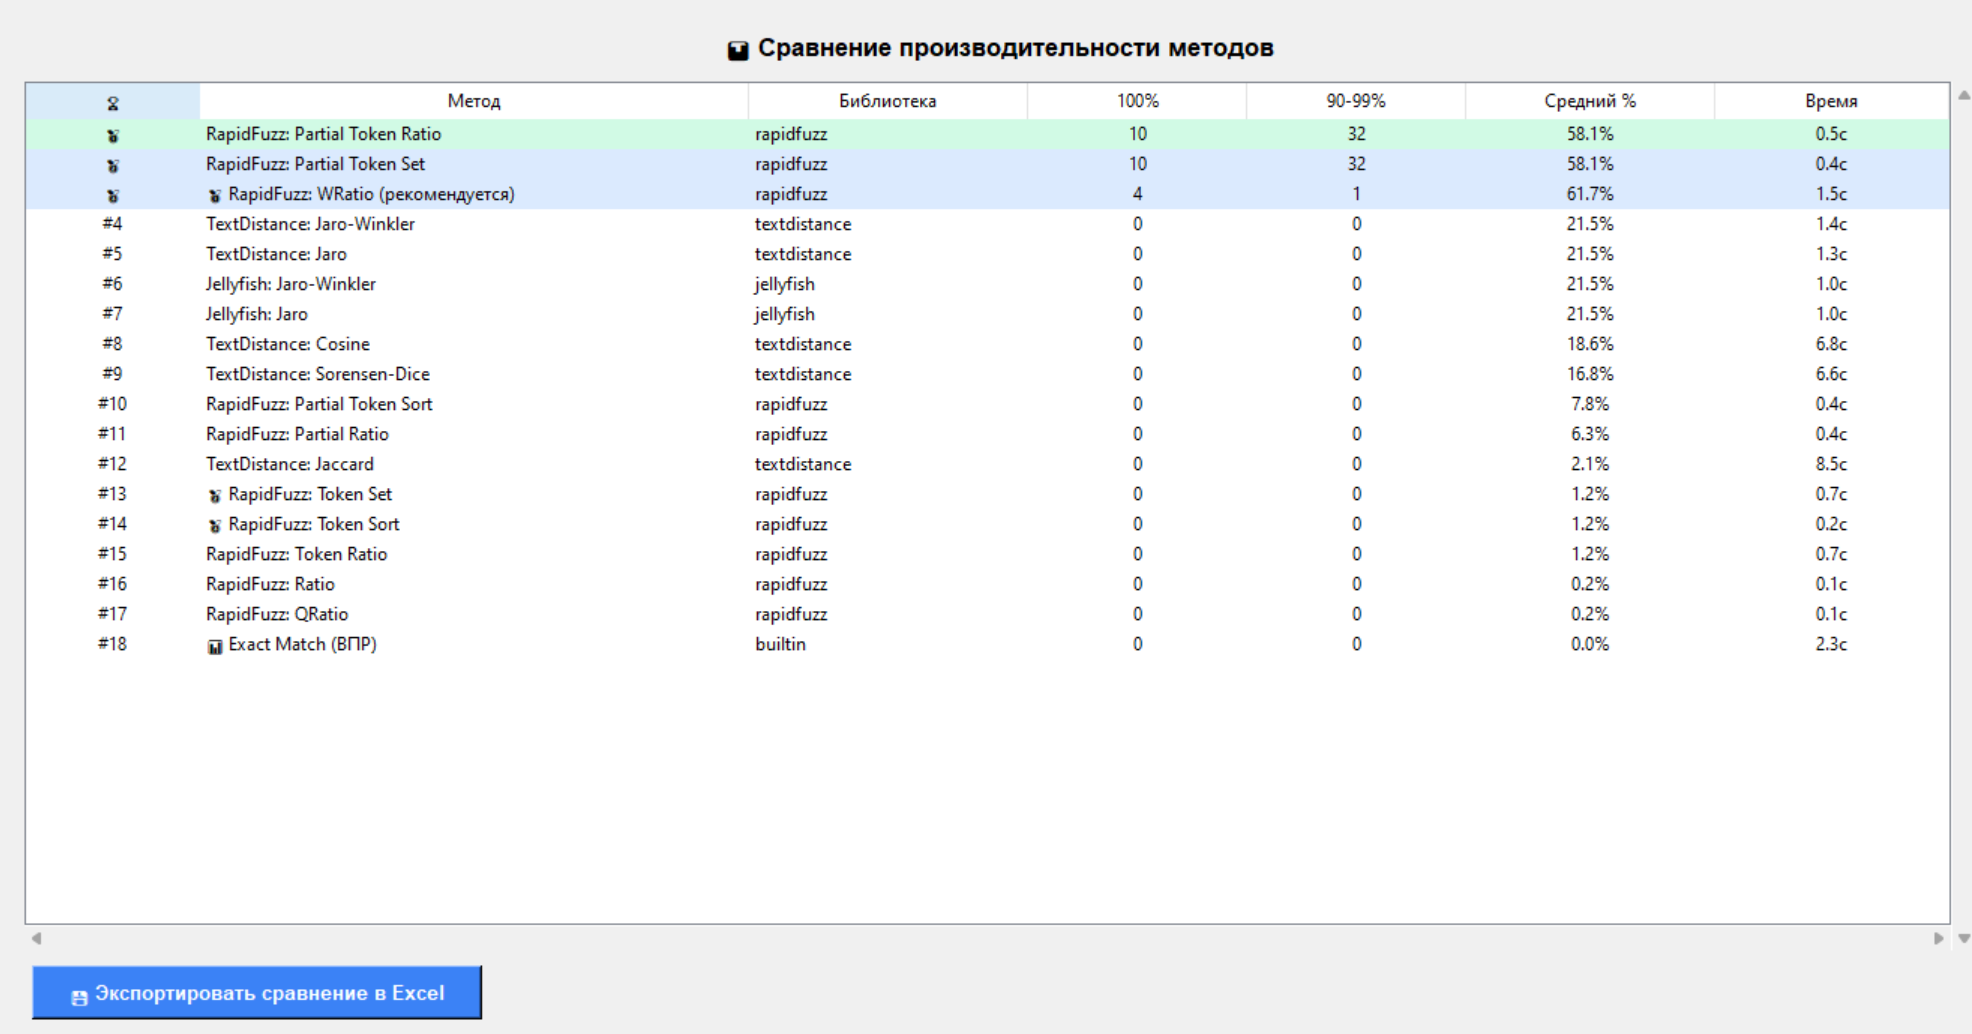 Сравнение производительности методов
Метод Библиотека 100% 90-99% Средний % Время
RapidFuzz: Partial Token Ratio rapidfuzz 10 32 58.1% 0.5с
RapidFuzz: Partial Token Set rapidfuzz 10 32 58.1% 0.4с
RapidFuzz: WRatio (рекомендуется) rapidfuzz 4 1 61.7% 1.5с
#4 TextDistance: Jaro-Winkler textdistance 0 0 21.5% 1.4с
#5 TextDistance: Jaro textdistance 0 0 21.5% 1.3с
#6 Jellyfish: Jaro-Winkler jellyfish 0 0 21.5% 1.0с
#7 Jellyfish: Jaro jellyfish 0 0 21.5% 1.0с
#8 TextDistance: Cosine textdistance 0 0 18.6% 6.8с
#9 TextDistance: Sorensen-Dice textdistance 0 0 16.8% 6.6с
#10 RapidFuzz: Partial Token Sort rapidfuzz 0 0 7.8% 0.4с
#11 RapidFuzz: Partial Ratio rapidfuzz 0 0 6.3% 0.4с
#12 TextDistance: Jaccard textdistance 0 0 2.1% 8.5с
#13 RapidFuzz: Token Set rapidfuzz 0 0 1.2% 0.7с
#14 RapidFuzz: Token Sort rapidfuzz 0 0 1.2% 0.2с
#15 RapidFuzz: Token Ratio rapidfuzz 0 0 1.2% 0.7с
#16 RapidFuzz: Ratio rapidfuzz 0 0 0.2% 0.1с
#17 RapidFuzz: QRatio rapidfuzz 0 0 0.2% 0.1с
#18 Exact Match (ВПР) builtin 0 0 0.0% 2.3с
Экспортировать сравнение в Excel